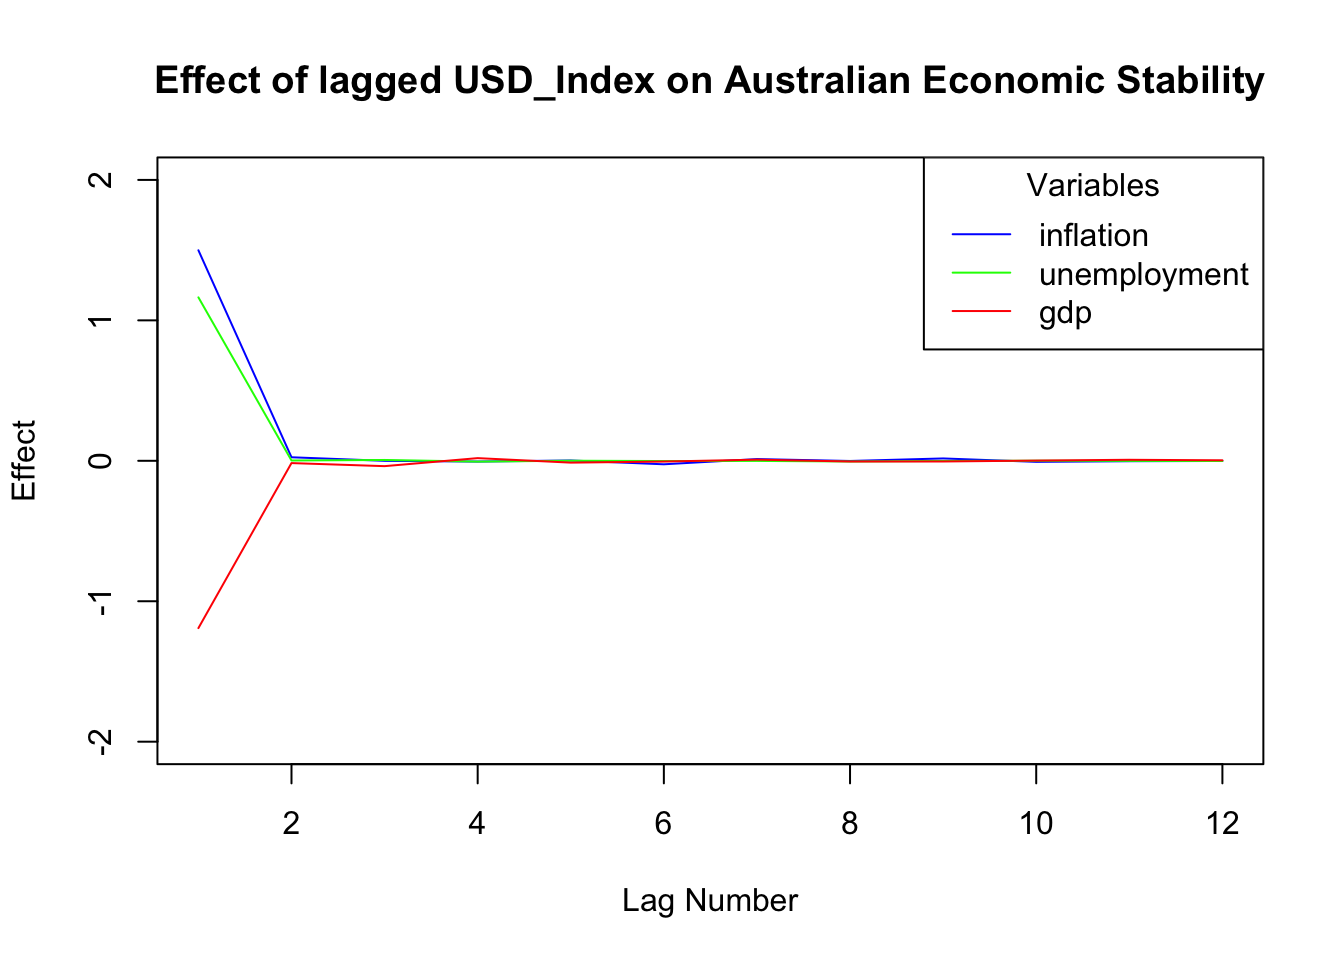 Effect of lagged USD_Index on Australian Economic Stability
Variables
inflation
unemployment
gdp
2
1
0
-1
-2
Effect
2 4 6 8 10 12
Lag Number